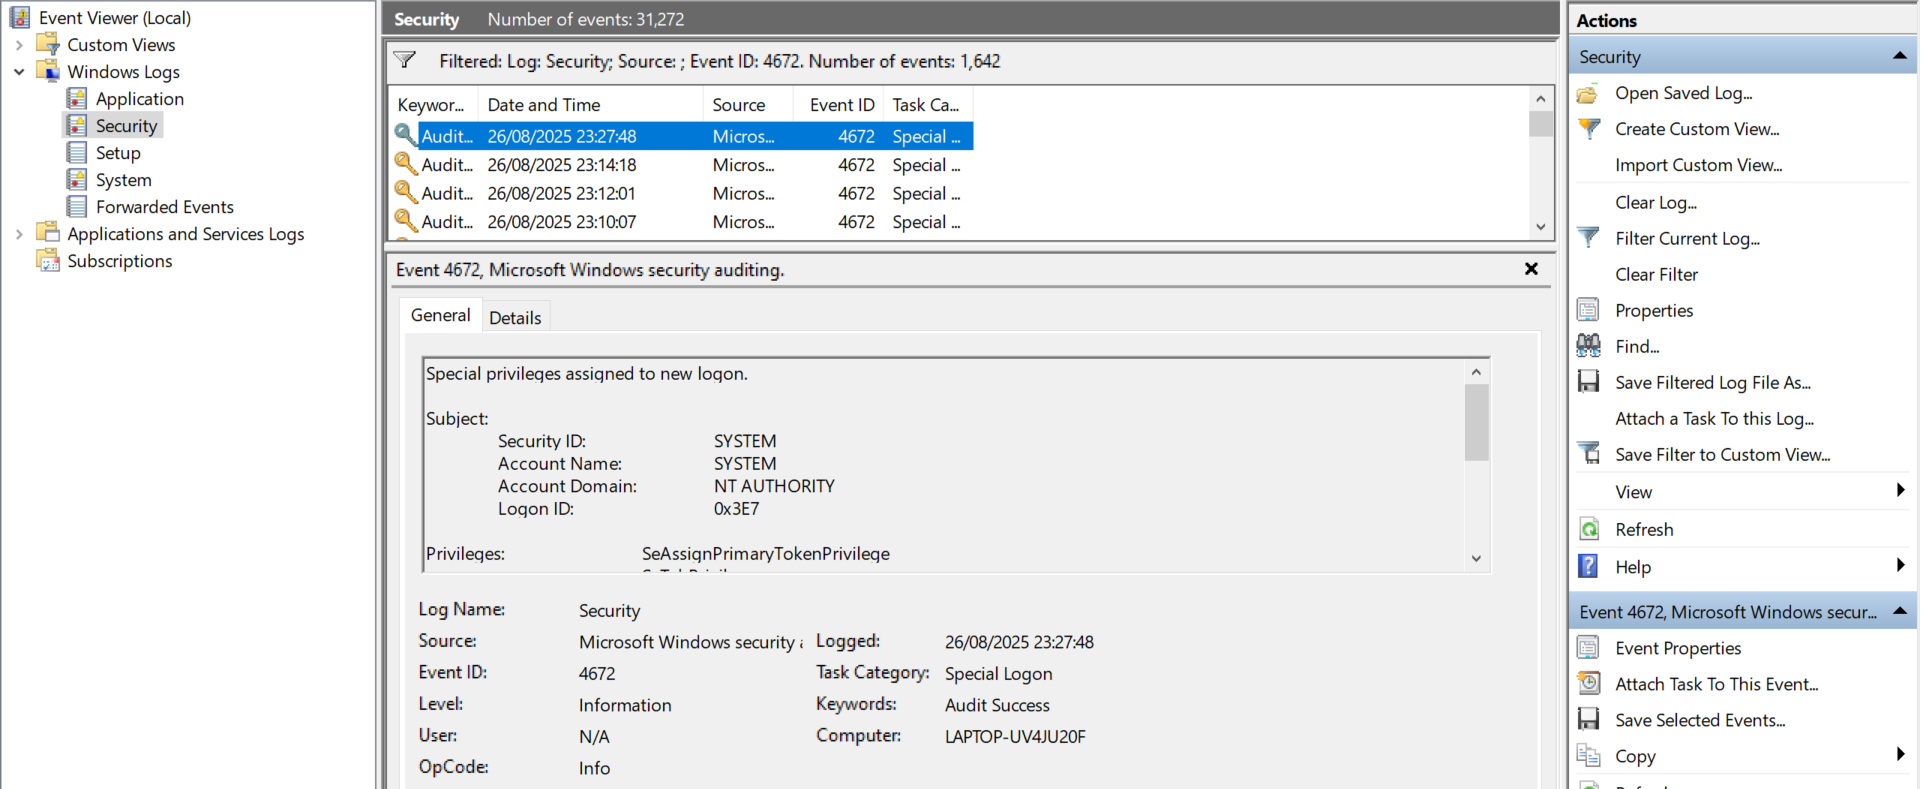 Event Viewer (Local)
Custom Views
Windows Logs
Application
Security
Setup
System
Forwarded Events
Applications and Services Logs
Subscriptions
Security Number of events: 31,272
Filtered: Log: Security; Source: ; Event ID: 4672. Number of events: 1,642
Keywor... Date and Time Source Event ID Task Ca...
Audit... 26/08/2025 23:27:48 Micros... 4672 Special ...
Audit... 26/08/2025 23:14:18 Micros... 4672 Special ...
Audit... 26/08/2025 23:12:01 Micros... 4672 Special ...
Audit... 26/08/2025 23:10:07 Micros... 4672 Special ...
Event 4672, Microsoft Windows security auditing.
General Details
Special privileges assigned to new logon.
Subject:
Security ID: SYSTEM
Account Name: SYSTEM
Account Domain: NT AUTHORITY
Logon ID: 0x3E7
Privileges: SeAssignPrimaryTokenPrivilege
Log Name: Security
Source: Microsoft Windows security Logged: 26/08/2025 23:27:48
Event ID: 4672 Task Category: Special Logon
Level: Information Keywords: Audit Success
User: N/A Computer: LAPTOP-UV4JU20F
OpCode: Info
Actions
Security
Open Saved Log...
Create Custom View...
Import Custom View...
Clear Log...
Filter Current Log...
Clear Filter
Properties
Find...
Save Filtered Log File As...
Attach a Task To this Log...
Save Filter to Custom View...
View
Refresh
Help
Event 4672, Microsoft Windows secur...
Event Properties
Attach Task To This Event...
Save Selected Events...
Copy